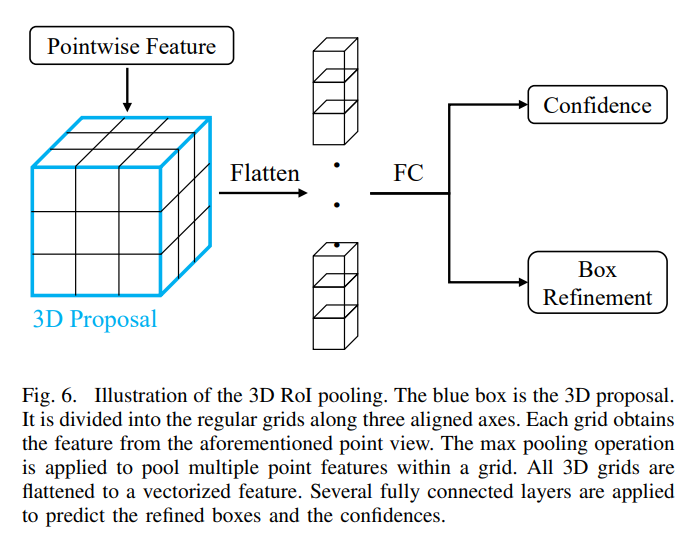 Pointwise Feature
Flatten
3D Proposal
FC
Confidence
Box
Refinement
Fig. 6. Illustration of the 3D RoI pooling. The blue box is the 3D proposal.
It is divided into the regular grids along three aligned axes. Each grid obtains
the feature from the aforementioned point view. The max pooling operation
is applied to pool multiple point features within a grid. All 3D grids are
flattened to a vectorized feature. Several fully connected layers are applied
to predict the refined boxes and the confidences.